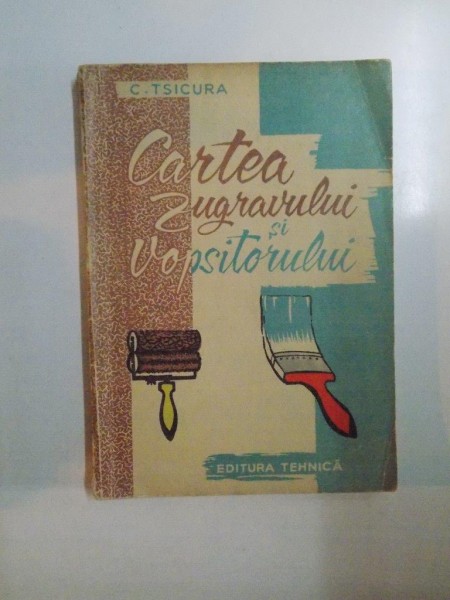 C. TSICURA
Cartea
Zugravului
și
Vopsitorului
EDITURA TEHNICĂ